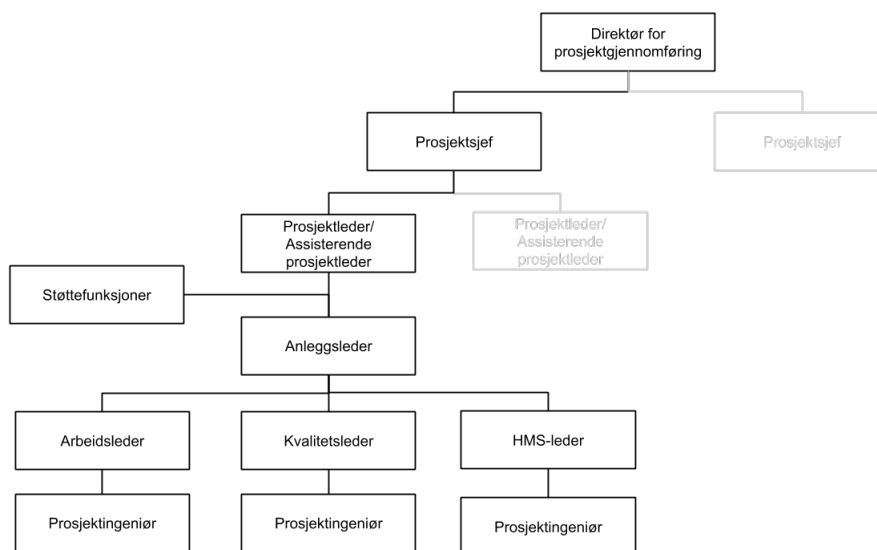 Direktør for
prosjektgjennomføring
Prosjektsjef
Prosjektsjef
Prosjektleder/
Assisterende
prosjektleder
Prosjektleder/
Assisterende
prosjektleder
Støttefunksjoner
Anleggsleder
Arbeidsleder
Kvalitetsleder
HMS-leder
Prosjektingeniør
Prosjektingeniør
Prosjektingeniør